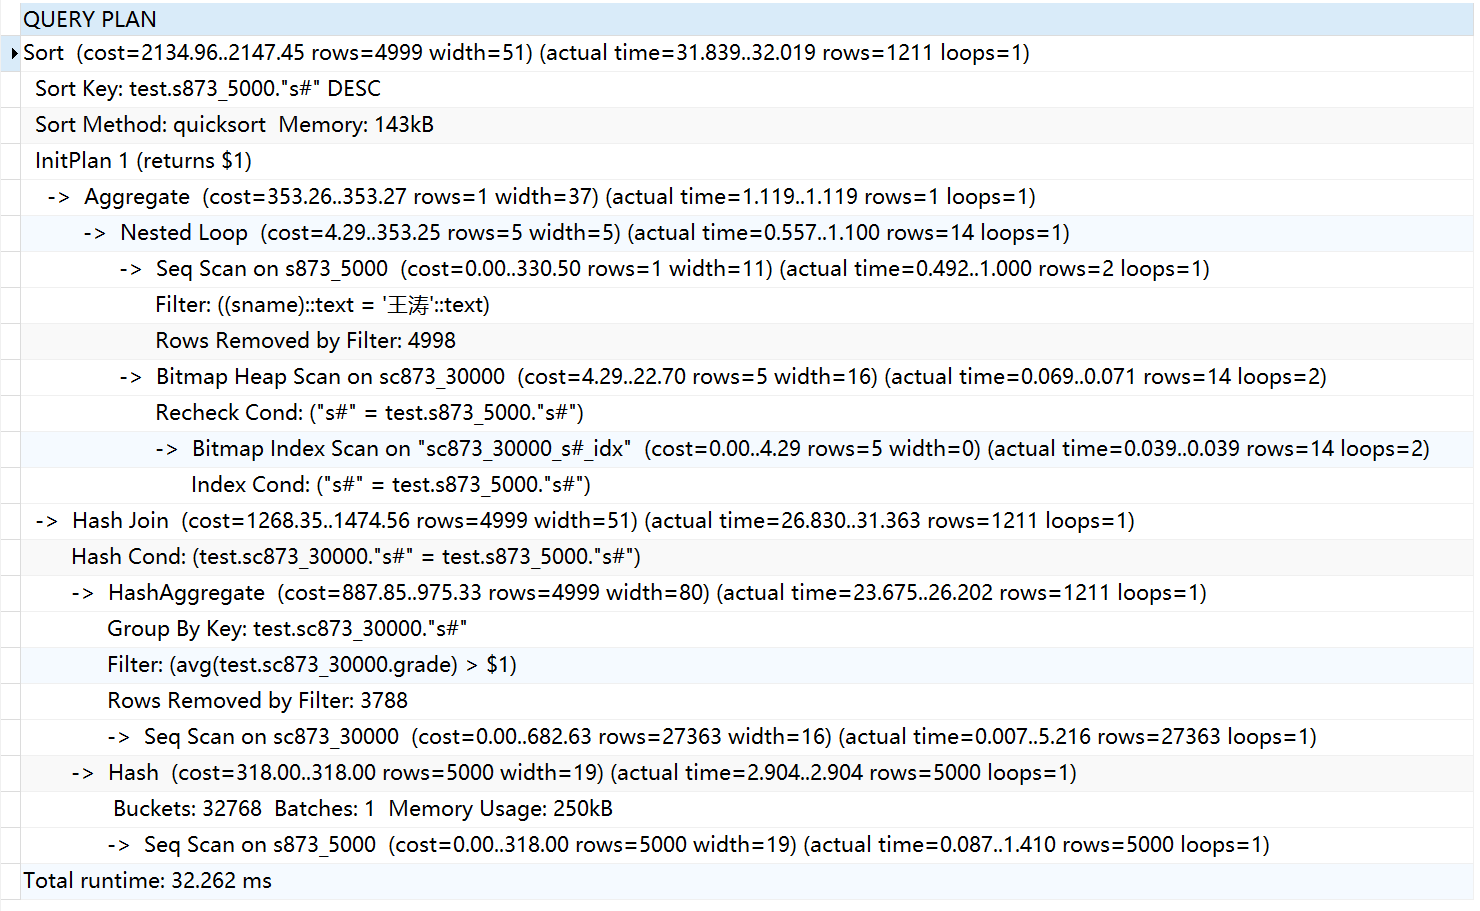 QUERY PLAN
Sort  (cost=2134.96..2147.45 rows=4999 width=51) (actual time=31.839..32.019 rows=1211 loops=1)
Sort Key: test.s873_5000."s#" DESC
Sort Method: quicksort  Memory: 143kB
InitPlan 1 (returns $1)
->  Aggregate  (cost=353.26..353.27 rows=1 width=37) (actual time=1.119..1.119 rows=1 loops=1)
->  Nested Loop  (cost=4.29..353.25 rows=5 width=5) (actual time=0.557..1.100 rows=14 loops=1)
->  Seq Scan on s873_5000  (cost=0.00..330.50 rows=1 width=11) (actual time=0.492..1.000 rows=2 loops=1)
Filter: ((sname)::text = '王涛'::text)
Rows Removed by Filter: 4998
->  Bitmap Heap Scan on sc873_30000  (cost=4.29..22.70 rows=5 width=16) (actual time=0.069..0.071 rows=14 loops=2)
Recheck Cond: ("s#" = test.s873_5000."s#")
->  Bitmap Index Scan on "sc873_30000_s#_idx"  (cost=0.00..4.29 rows=5 width=0) (actual time=0.039..0.039 rows=14 loops=2)
Index Cond: ("s#" = test.s873_5000."s#")
->  Hash Join  (cost=1268.35..1474.56 rows=4999 width=51) (actual time=26.830..31.363 rows=1211 loops=1)
Hash Cond: (test.sc873_30000."s#" = test.s873_5000."s#")
->  HashAggregate  (cost=887.85..975.33 rows=4999 width=80) (actual time=23.675..26.202 rows=1211 loops=1)
Group By Key: test.sc873_30000."s#"
Filter: (avg(test.sc873_30000.grade) > $1)
Rows Removed by Filter: 3788
->  Seq Scan on sc873_30000  (cost=0.00..682.63 rows=27363 width=16) (actual time=0.007..5.216 rows=27363 loops=1)
->  Hash  (cost=318.00..318.00 rows=5000 width=19) (actual time=2.904..2.904 rows=5000 loops=1)
Buckets: 32768  Batches: 1  Memory Usage: 250kB
->  Seq Scan on s873_5000  (cost=0.00..318.00 rows=5000 width=19) (actual time=0.087..1.410 rows=5000 loops=1)
Total runtime: 32.262 ms